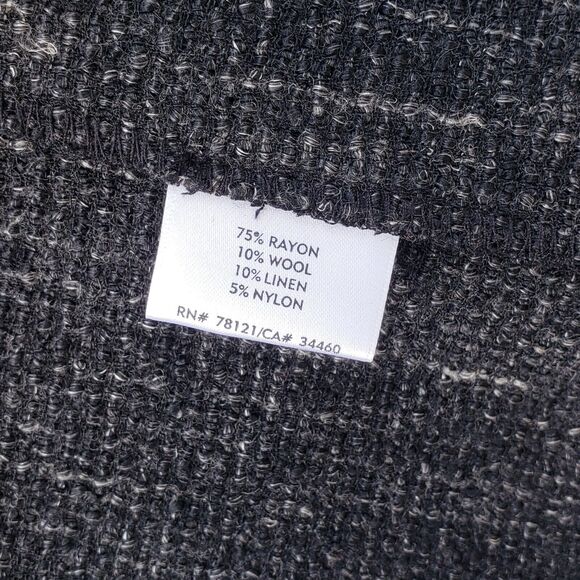 75% RAYON
10% WOOL
10% LINEN
5% NYLON
RN# 78121/CA# 34460